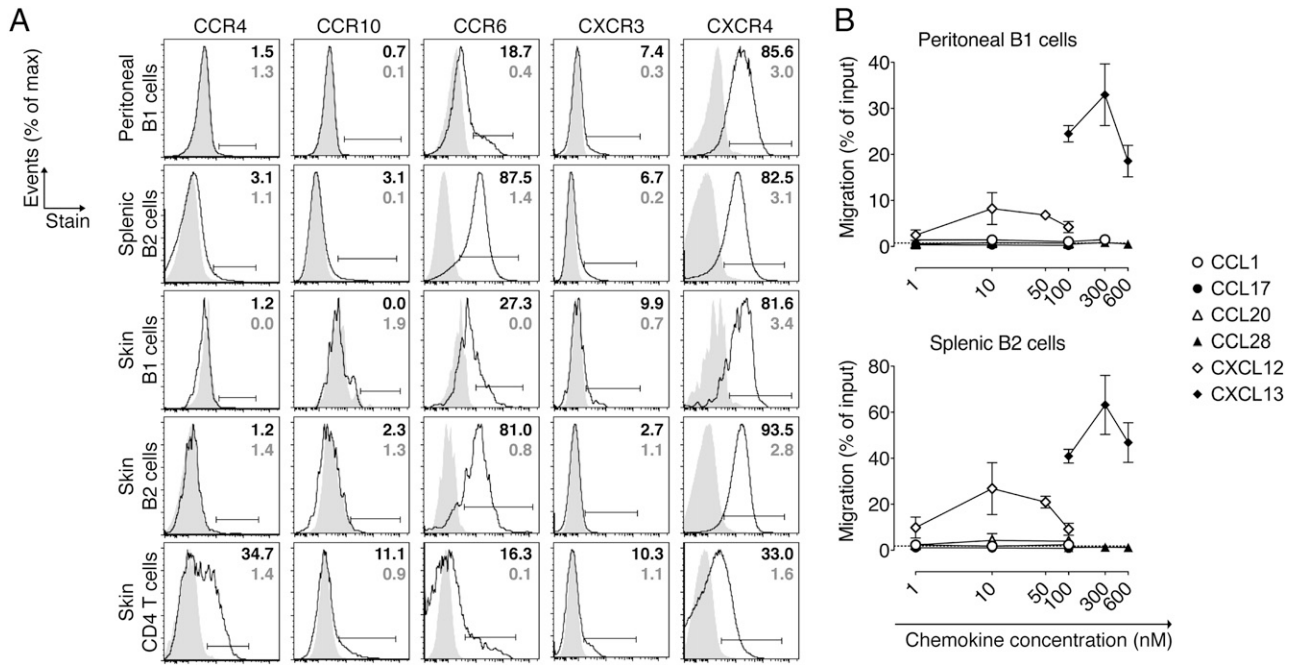 A
CCR4 CCR10 CCR6 CXCR3 CXCR4
Events (% of max)
Stain
Peritoneal
B1 cells
1.5 0.7 18.7 7.4 85.6
1.3 0.1 0.4 0.3 3.0
Splenic
B2 cells
3.1 3.1 87.5 6.7 82.5
1.1 0.1 1.4 0.2 3.1
Skin
B1 cells
1.2 0.0 27.3 9.9 81.6
0.0 1.9 0.0 0.7 3.4
Skin
B2 cells
1.2 2.3 81.0 2.7 93.5
1.4 1.3 0.8 1.1 2.8
Skin
CD4 T cells
34.7 11.1 16.3 10.3 33.0
1.4 0.9 0.1 1.1 1.6
B
Peritoneal B1 cells
Migration (% of input)
40
30
20
10
0
1 10 50 100 300 600
Splenic B2 cells
Migration (% of input)
80
60
40
20
0
1 10 50 100 300 600
Chemokine concentration (nM)
CCL1
CCL17
CCL20
CCL28
CXCL12
CXCL13